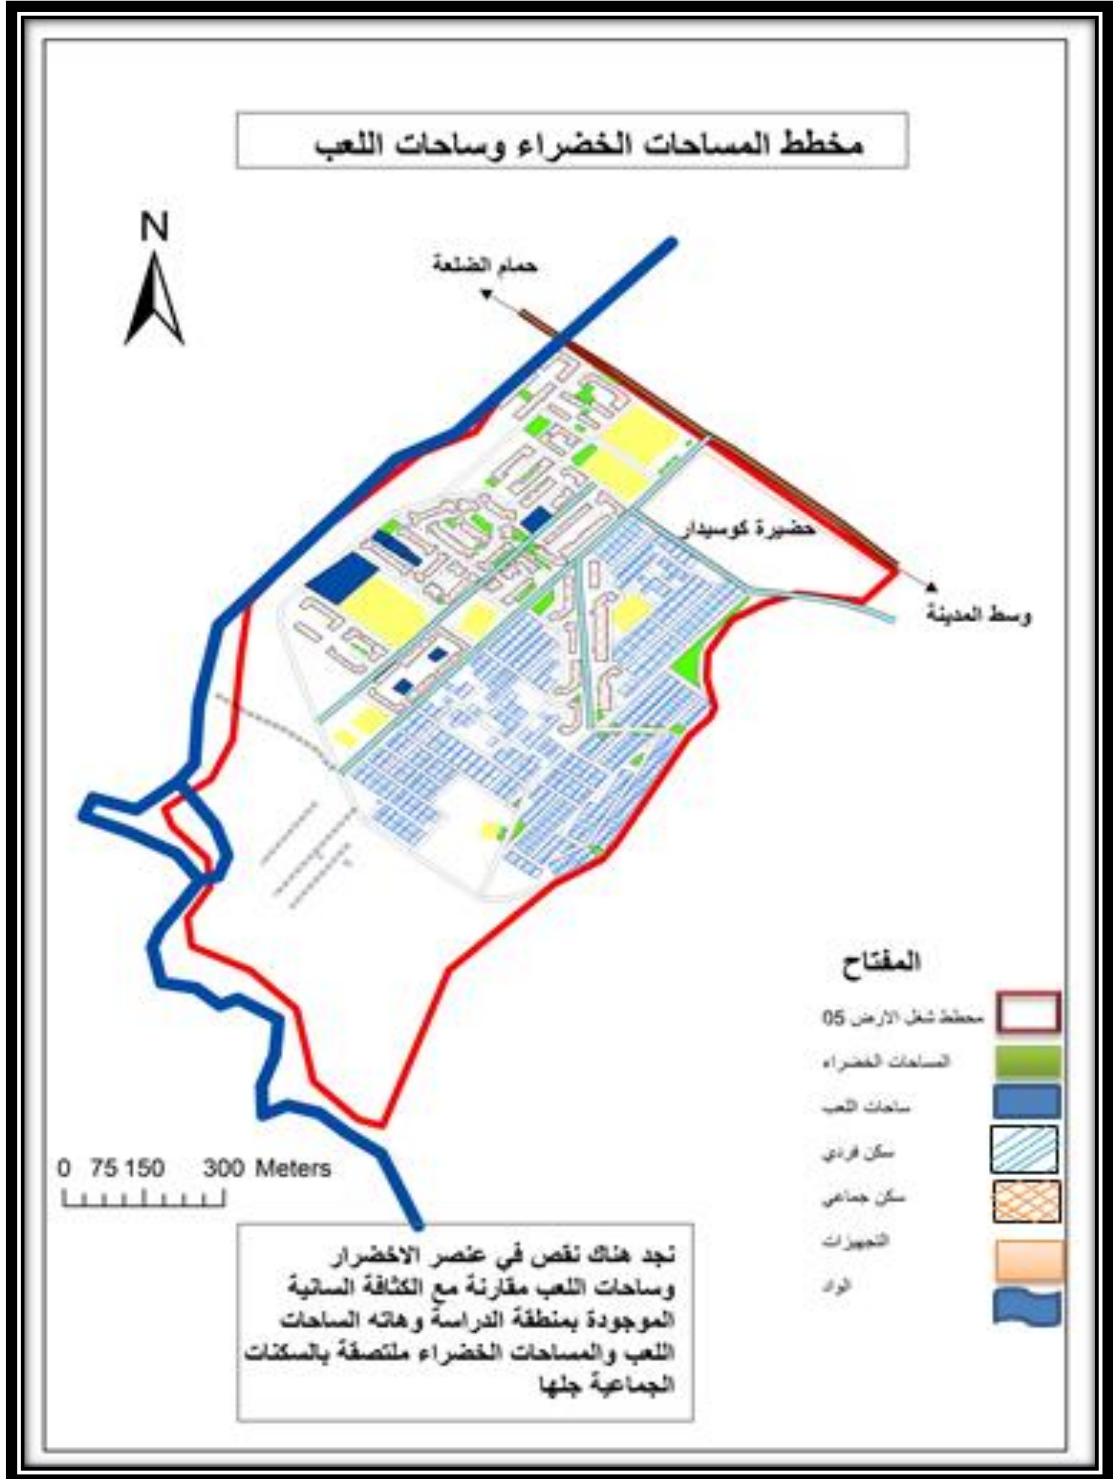 مخطط المساحات الخضراء وساحات اللعب
N
حمام الضلعة
حضيرة كوسيدار
وسط المدينة
المفتاح
مخطط شغل الارض 05
المساحات الخضراء
ساحات اللعب
سكن فردي
سكن جماعي
التجهيزات
الواد
0 75 150 300 Meters
نجد هناك نقص في عنصر الاخضرار
وساحات اللعب مقارنة مع الكثافة السانية
الموجودة بمنطقة الدراسة وهاته الساحات
اللعب والمساحات الخضراء ملتصقة بالسكنات
الجماعية جلها